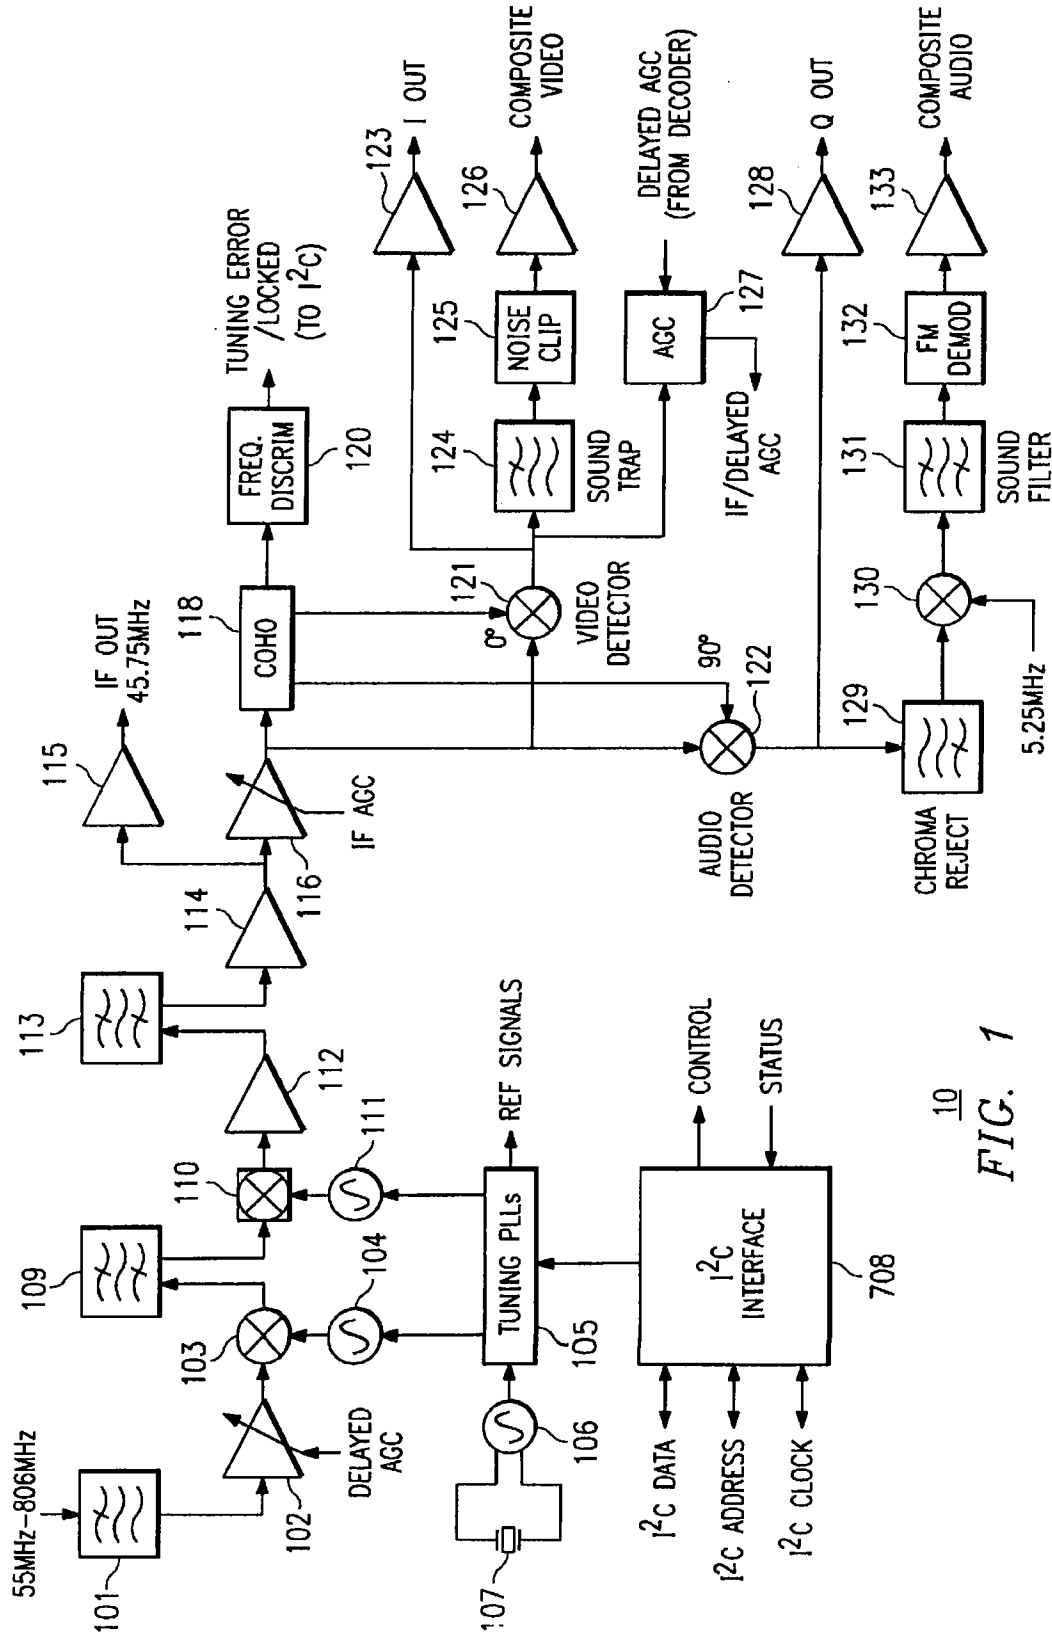 55MHz-806MHz
101
102
DELAYED
AGC
103
104
109
110
111
112
113
114
115
IF OUT
45.75MHz
116
IF AGC
118
COHO
FREQ.
DISCRIM
120
TUNING ERROR
/LOCKED
(TO I²C)
107
106
105
TUNING PLLs
REF SIGNALS
I²C DATA
I²C ADDRESS
I²C CLOCK
I²C
INTERFACE
708
CONTROL
STATUS
0°
121
VIDEO
DETECTOR
123
I OUT
124
SOUND
TRAP
125
NOISE
CLIP
126
COMPOSITE
VIDEO
AGC
127
DELAYED AGC
(FROM DECODER)
IF/DELAYED
AGC
90°
122
AUDIO
DETECTOR
128
Q OUT
129
CHROMA
REJECT
130
5.25MHz
131
SOUND
FILTER
132
FM
DEMOD
133
COMPOSITE
AUDIO
10
FIG. 1